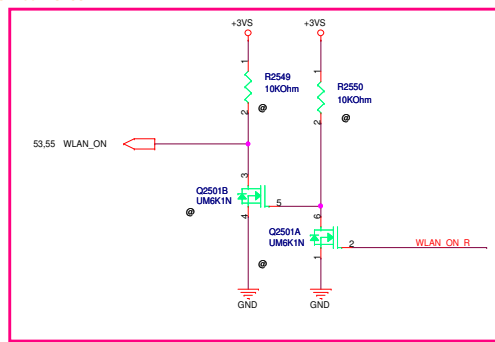 +3VS
+3VS
1
1
R2549
10KOhm
R2550
10KOhm
@
@
2
2
53,55 WLAN_ON
3
Q2501B
UM6K1N
5
@
4
6
Q2501A
UM6K1N
2
WLAN_ON_R
1
@
GND
GND